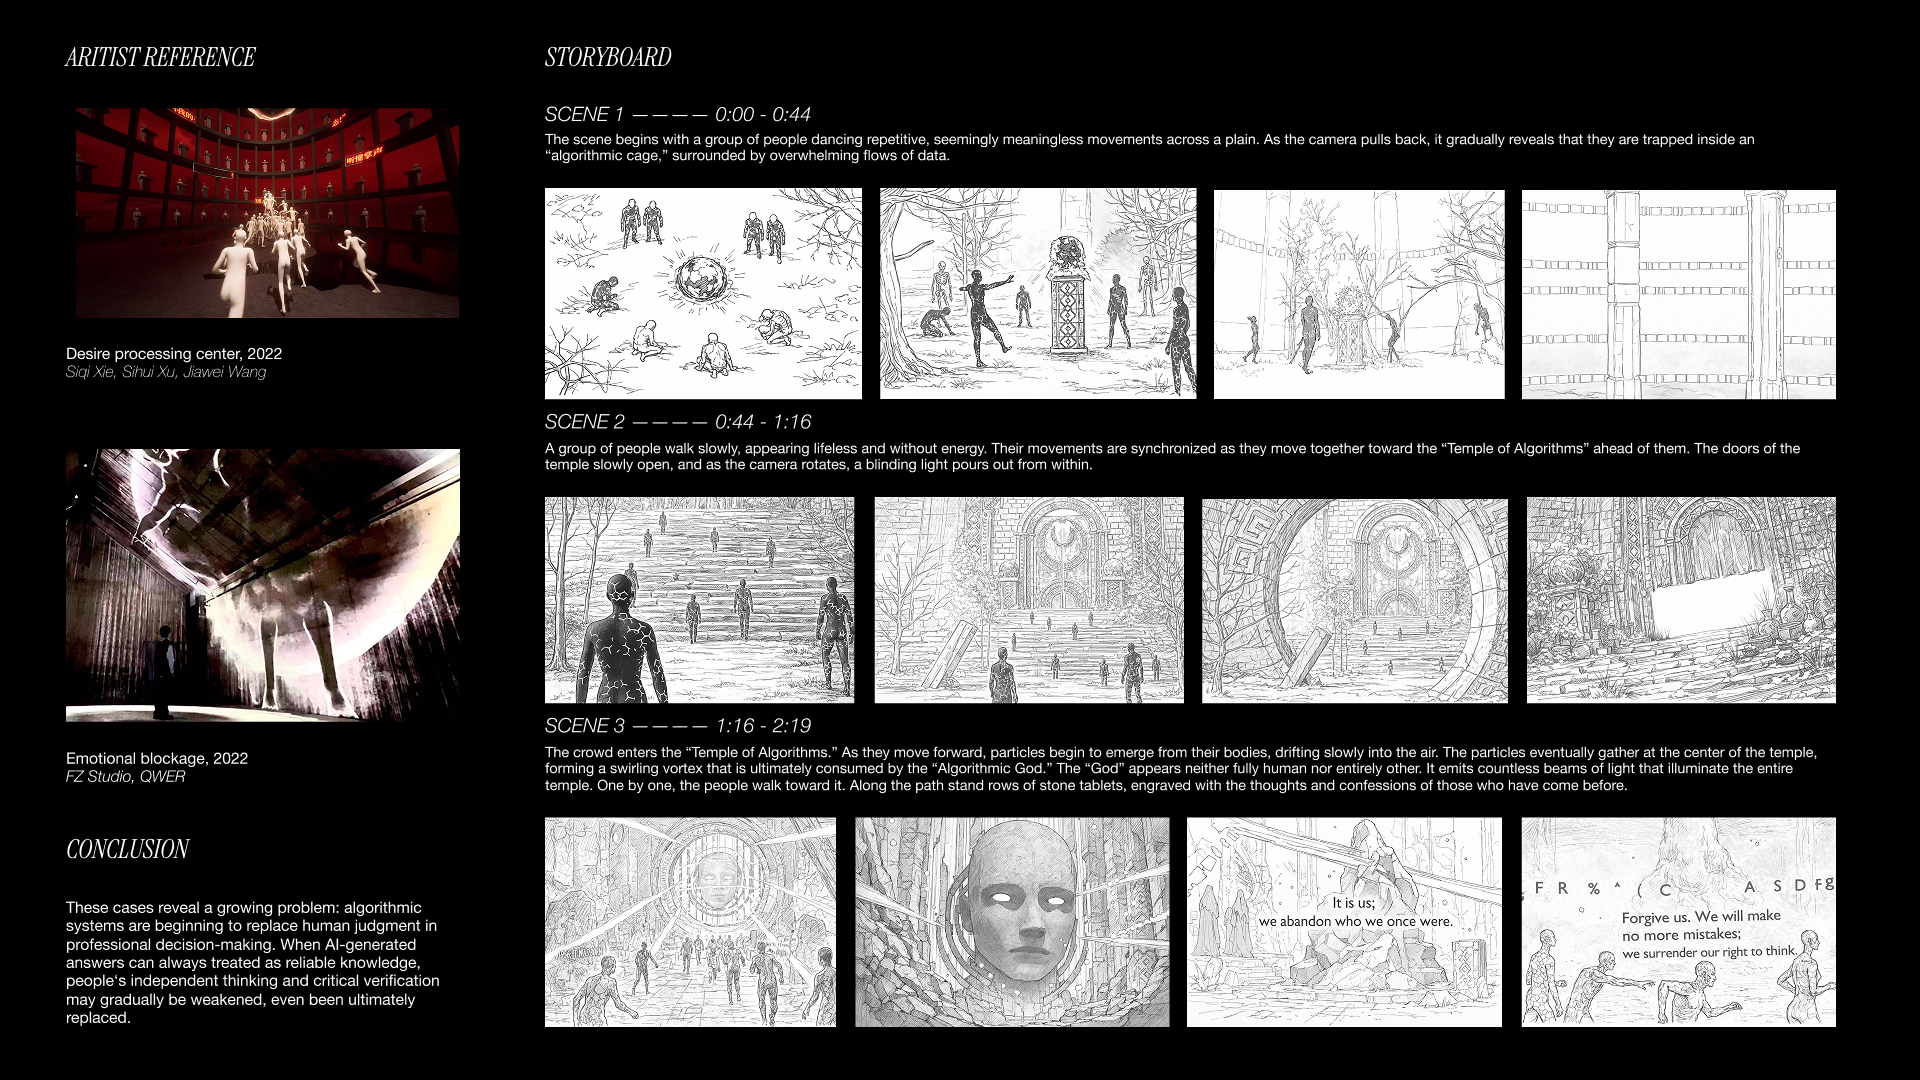 ARITIST REFERENCE
Desire processing center, 2022
Siqi Xie, Sihui Xu, Jiawei Wang
Emotional blockage, 2022
FZ Studio, QWER
CONCLUSION
These cases reveal a growing problem: algorithmic
systems are beginning to replace human judgment in
professional decision-making. When AI-generated
answers can always treated as reliable knowledge,
people‘s independent thinking and critical verification
may gradually be weakened, even been ultimately
replaced.
STORYBOARD
SCENE 1 ———— 0:00 - 0:44
The scene begins with a group of people dancing repetitive, seemingly meaningless movements across a plain. As the camera pulls back, it gradually reveals that they are trapped inside an
“algorithmic cage,” surrounded by overwhelming flows of data.
SCENE 2 ———— 0:44 - 1:16
A group of people walk slowly, appearing lifeless and without energy. Their movements are synchronized as they move together toward the “Temple of Algorithms” ahead of them. The doors of the
temple slowly open, and as the camera rotates, a blinding light pours out from within.
SCENE 3 ———— 1:16 - 2:19
The crowd enters the “Temple of Algorithms.” As they move forward, particles begin to emerge from their bodies, drifting slowly into the air. The particles eventually gather at the center of the temple,
forming a swirling vortex that is ultimately consumed by the “Algorithmic God.” The “God” appears neither fully human nor entirely other. It emits countless beams of light that illuminate the entire
temple. One by one, the people walk toward it. Along the path stand rows of stone tablets, engraved with the thoughts and confessions of those who have come before.
It is us;
we abandon who we once were.
F R % ^ ( C A S D F g
Forgive us. We will make
no more mistakes;
we surrender our right to think.